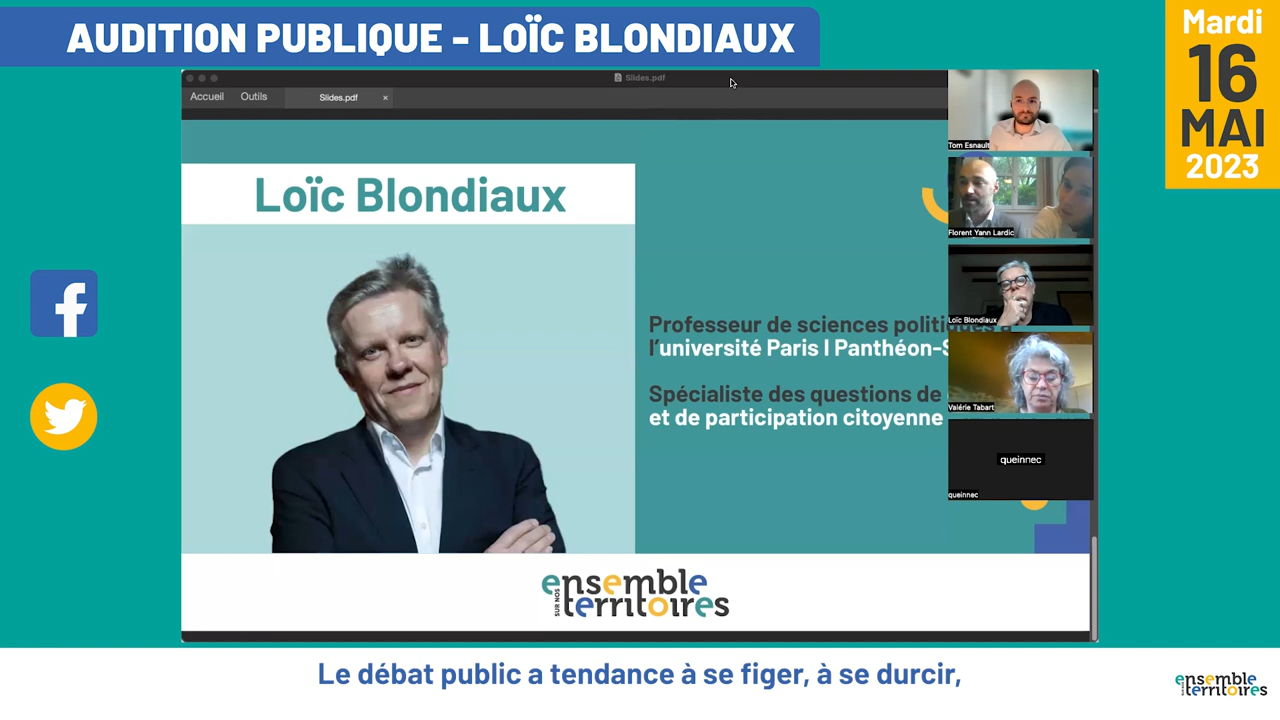 AUDITION PUBLIQUE - LOÏC BLONDIAUX
Mardi
16
MAI
2023
Slides.pdf
Accueil
Outils
Slides.pdf
×
Loïc Blondiaux
Professeur de sciences politiques à
l'université Paris I Panthéon-S
Spécialiste des questions de
et de participation citoyenne
Tom Esnault
Florent Yann Lardic
Loïc Blondiaux
Valérie Tabart
queinnec
queinnec
ensemble
SUR NOS
territoires
Le débat public a tendance à se figer, à se durcir,
ensemble
territoires